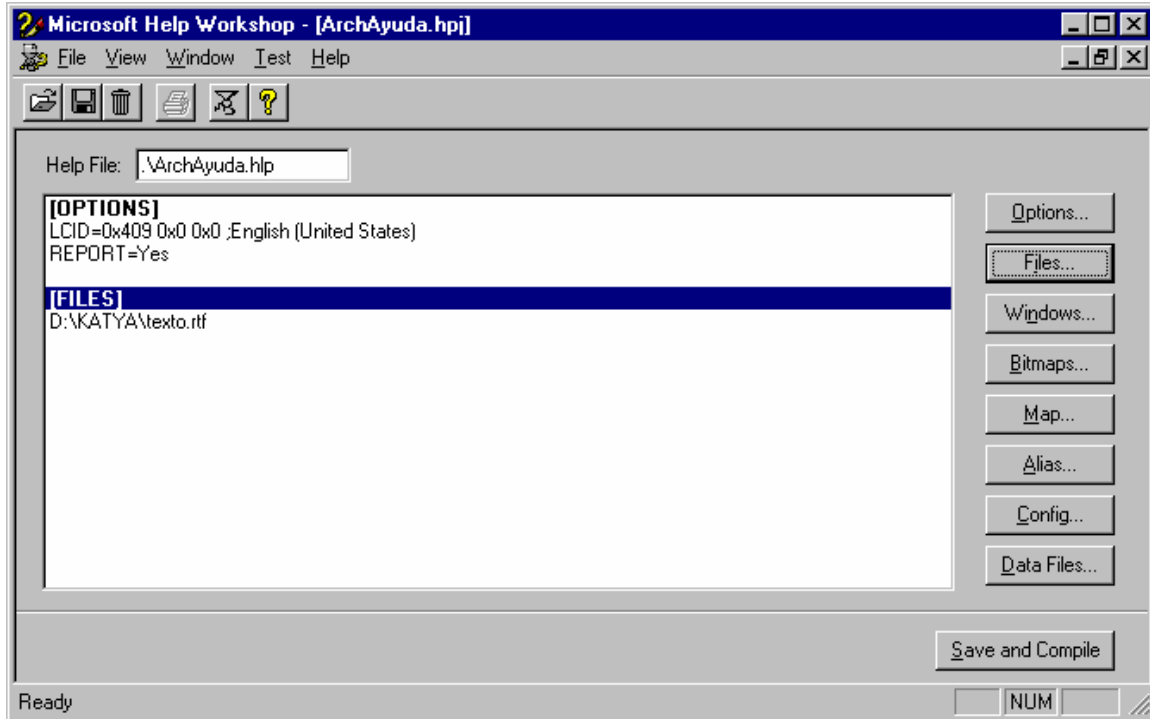 Microsoft Help Workshop - [ArchAyuda.hpj]
File View Window Test Help
Help File: .\ArchAyuda.hlp
[OPTIONS]
LCID=0x409 0x0 0x0 ;English (United States)
REPORT=Yes
[FILES]
D:\KATYA\texto.rtf
Options...
Files...
Windows...
Bitmaps...
Map...
Alias...
Config...
Data Files...
Save and Compile
Ready
NUM